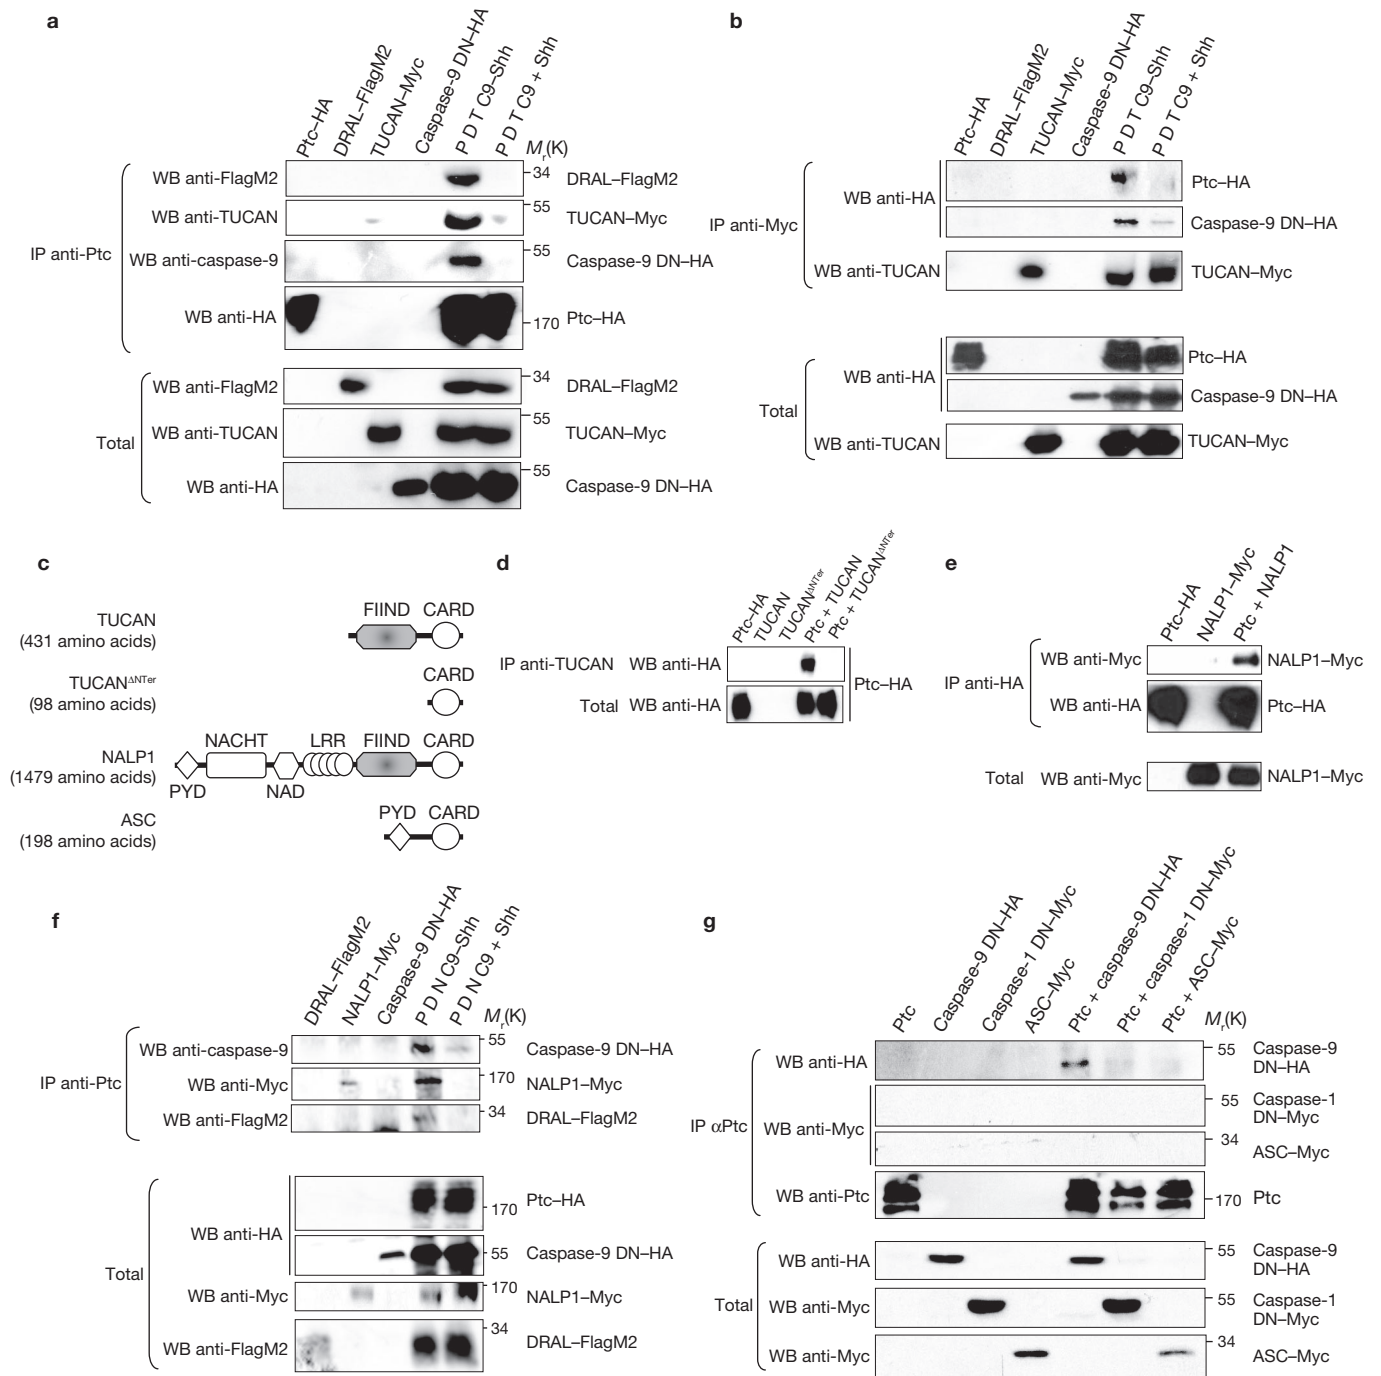 a
Ptc–HA
DRAL–FlagM2
TUCAN–Myc
Caspase-9 DN–HA
P D T C9–Shh
P D T C9 + Shh
Mr(K)
IP anti-Ptc
WB anti-FlagM2
34
DRAL–FlagM2
WB anti-TUCAN
55
TUCAN–Myc
WB anti-caspase-9
55
Caspase-9 DN–HA
WB anti-HA
170
Ptc–HA
Total
WB anti-FlagM2
34
DRAL–FlagM2
WB anti-TUCAN
55
TUCAN–Myc
WB anti-HA
55
Caspase-9 DN–HA
b
Ptc–HA
DRAL–FlagM2
TUCAN–Myc
Caspase-9 DN–HA
P D T C9–Shh
P D T C9 + Shh
IP anti-Myc
WB anti-HA
Ptc–HA
Caspase-9 DN–HA
WB anti-TUCAN
TUCAN–Myc
Total
WB anti-HA
Ptc–HA
Caspase-9 DN–HA
WB anti-TUCAN
TUCAN–Myc
c
FIIND CARD
TUCAN
(431 amino acids)
CARD
TUCANΔNTer
(98 amino acids)
NACHT LRR FIIND CARD
NALP1
(1479 amino acids)
PYD NAD
PYD CARD
ASC
(198 amino acids)
d
Ptc–HA
TUCAN
TUCANΔNTer
Ptc + TUCAN
Ptc + TUCANΔNTer
IP anti-TUCAN WB anti-HA
Total WB anti-HA
Ptc–HA
e
Ptc–HA
NALP1–Myc
Ptc + NALP1
IP anti-HA
WB anti-Myc
NALP1–Myc
WB anti-HA
Ptc–HA
Total WB anti-Myc
NALP1–Myc
f
DRAL–FlagM2
NALP1–Myc
Caspase-9 DN–HA
P D N C9–Shh
P D N C9 + Shh
Mr(K)
IP anti-Ptc
WB anti-caspase-9
55
Caspase-9 DN–HA
WB anti-Myc
170
NALP1–Myc
WB anti-FlagM2
34
DRAL–FlagM2
Total
WB anti-HA
170
Ptc–HA
55
Caspase-9 DN–HA
WB anti-Myc
170
NALP1–Myc
WB anti-FlagM2
34
DRAL–FlagM2
g
Ptc
Caspase-9 DN–HA
Caspase-1 DN–Myc
ASC–Myc
Ptc + caspase-9 DN–HA
Ptc + caspase-1 DN–Myc
Ptc + ASC–Myc
Mr(K)
IP αPtc
WB anti-HA
55
Caspase-9
DN–HA
WB anti-Myc
55
Caspase-1
DN–Myc
34
ASC–Myc
WB anti-Ptc
170
Ptc
Total
WB anti-HA
55
Caspase-9
DN–HA
WB anti-Myc
55
Caspase-1
DN–Myc
WB anti-Myc
34
ASC–Myc